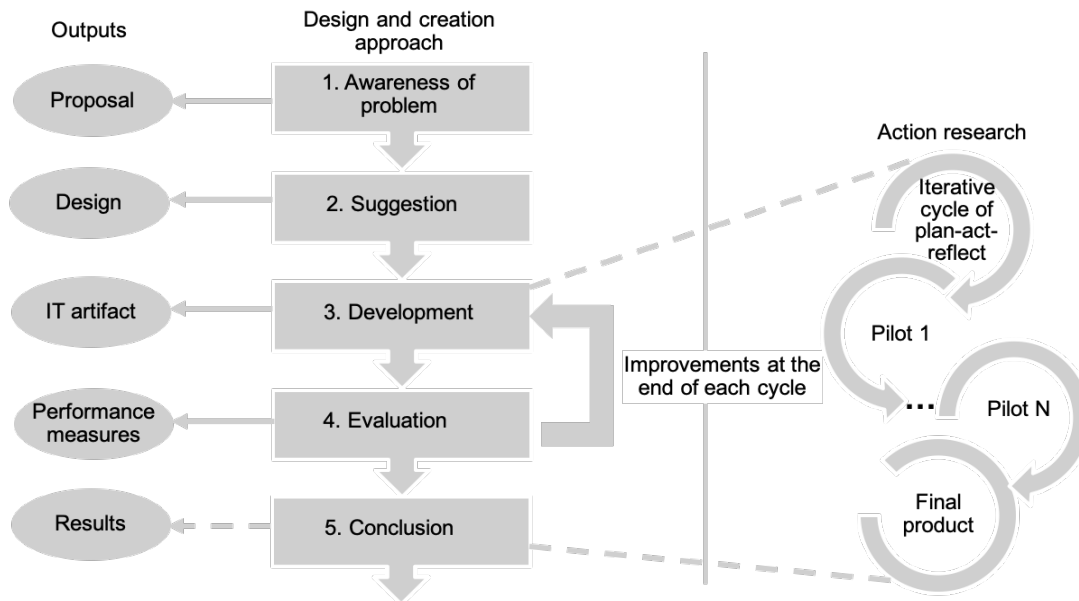 Outputs
Design and creation
approach
Proposal
1. Awareness of
problem
Design
2. Suggestion
IT artifact
3. Development
Performance
measures
4. Evaluation
Results
5. Conclusion
Improvements at the
end of each cycle
Action research
Iterative
cycle of
plan-act-
reflect
Pilot 1
...
Pilot N
Final
product